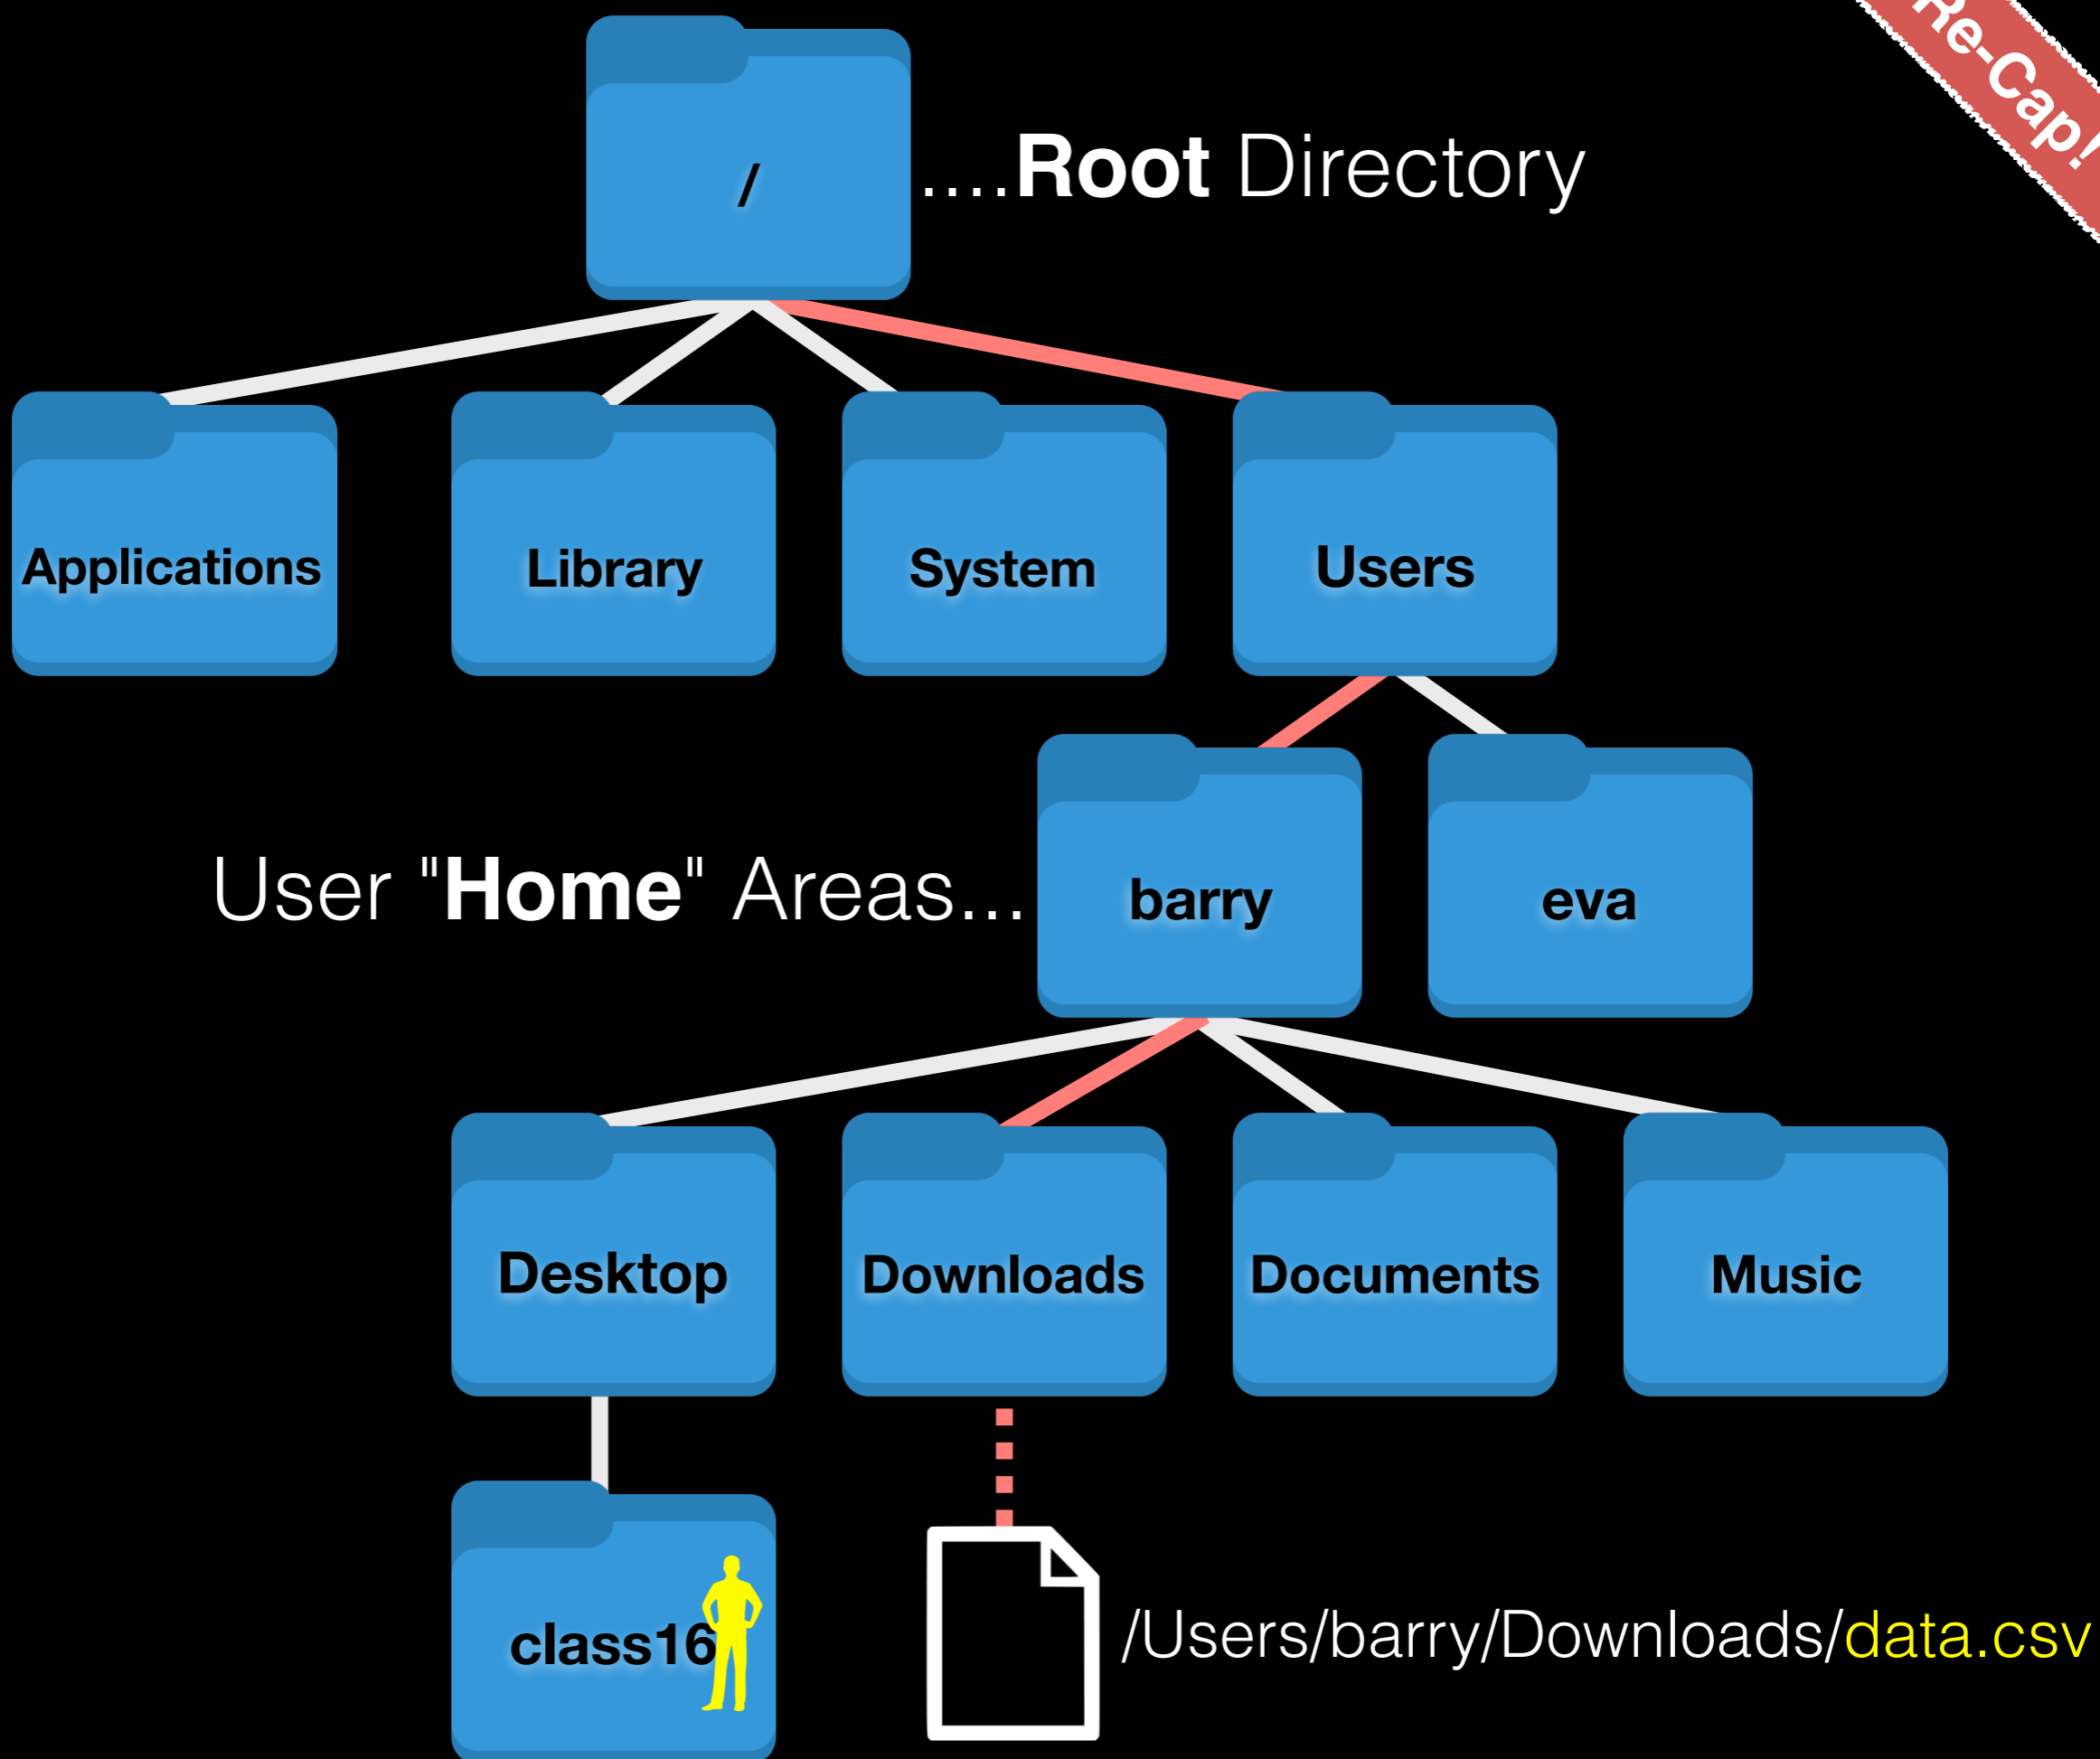 Re-Cap!
/
....Root Directory
Applications
Library
System
Users
User "Home" Areas...
barry
eva
Desktop
Downloads
Documents
Music
class16
/Users/barry/Downloads/data.csv